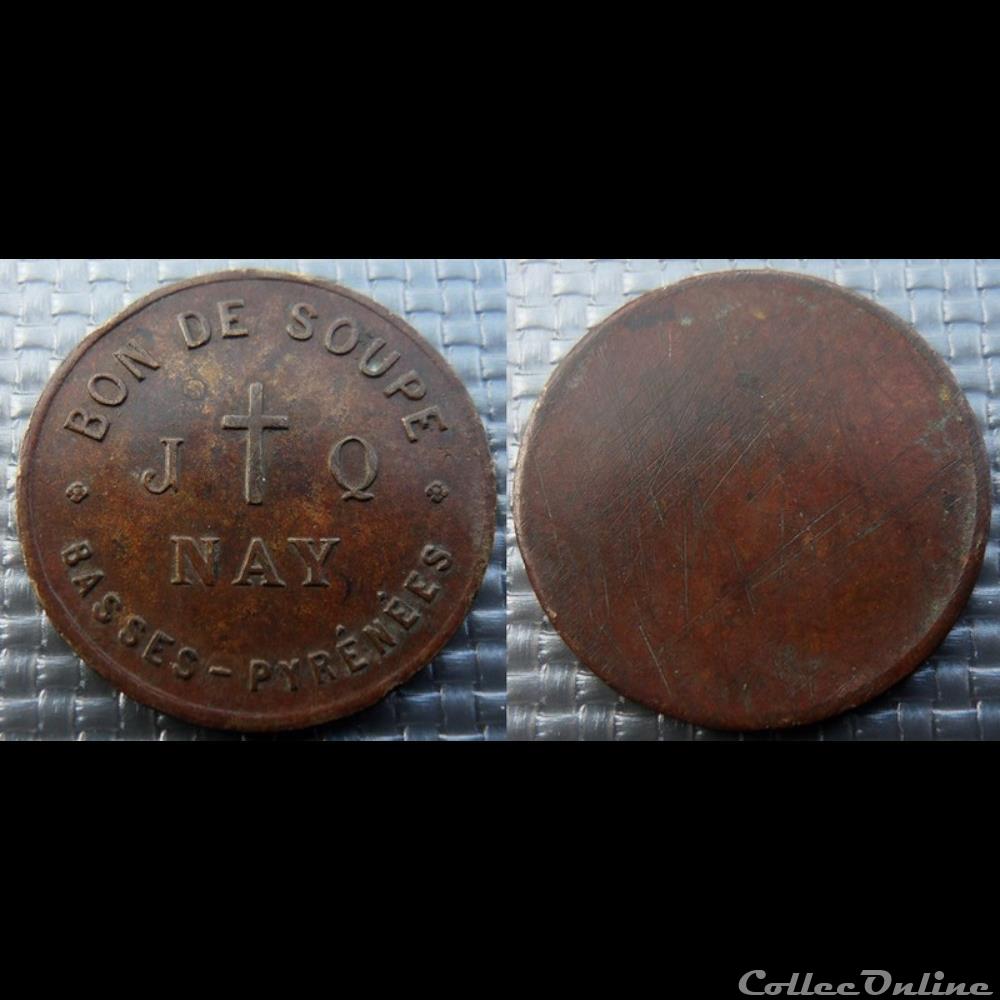 BON DE SOUPE
J Q
NAY
BASSES-PYRÉNÉES
CollecOnline